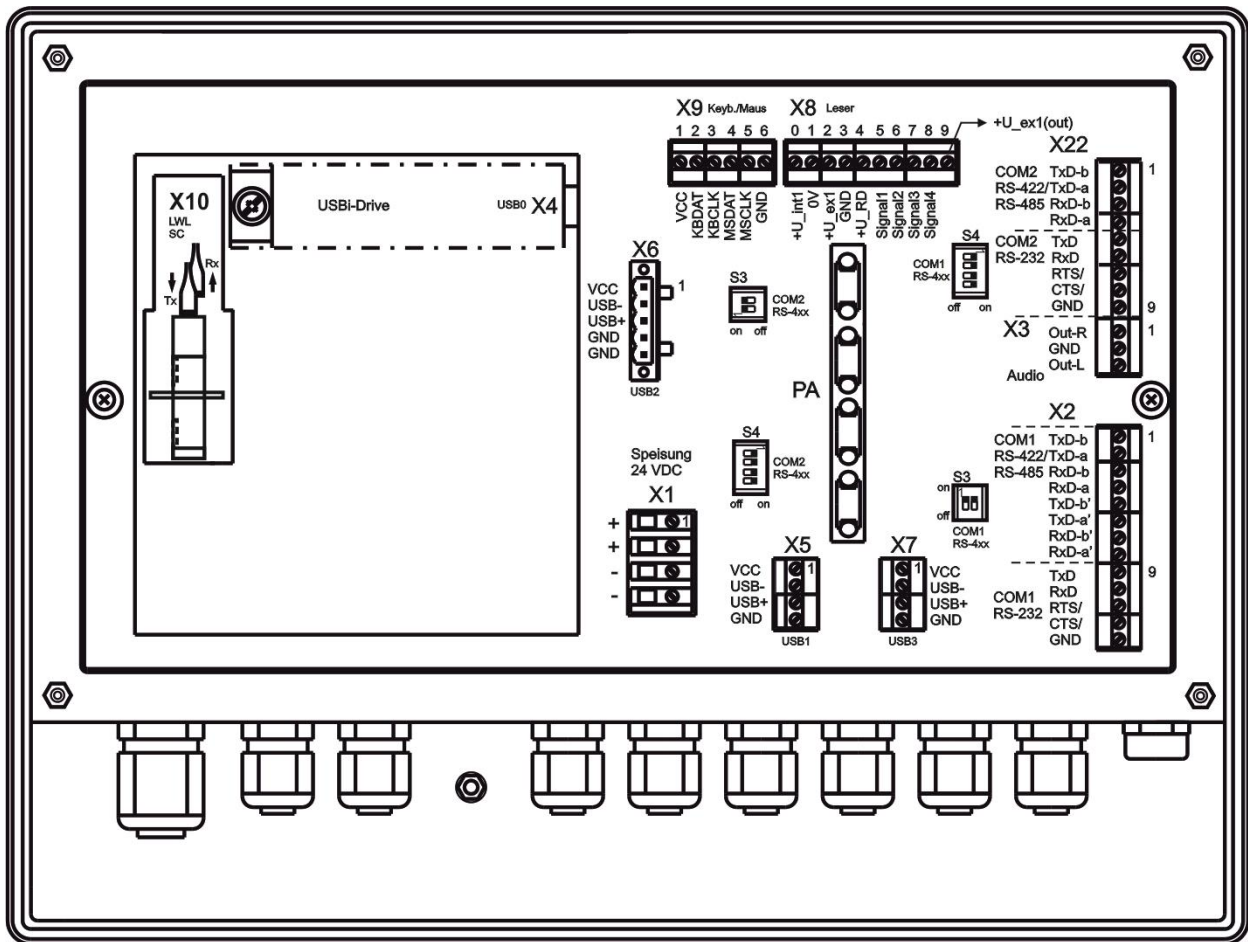 X9 Keyb./Maus
1 2 3 4 5 6
VCC
KBDAT
KBCLK
MSDAT
MSCLK
GND
X8 Leser
0 1 2 3 4 5 6 7 8 9
+U_ex1(out)
+U_int1
0V
+U_ex1
GND
+U_RD
Signal1
Signal2
Signal3
Signal4
X10
LWL
SC
Rx
Tx
USBi-Drive
USB0 X4
X6
1
VCC
USB-
USB+
GND
GND
USB2
S3
COM2
RS-4xx
on off
S4
COM1
RS-4xx
off on
X22
COM2 TxD-b 1
RS-422/TxD-a
RS-485 RxD-b
RxD-a
COM2 TxD
RS-232 RxD
RTS/
CTS/
GND 9
X3 Out-R 1
GND
Out-L
Audio
PA
X2
COM1 TxD-b 1
RS-422/TxD-a
RS-485 RxD-b
RxD-a
TxD-b'
TxD-a'
RxD-b'
RxD-a'
TxD 9
RxD
COM1 RTS/
RS-232 CTS/
GND
S4
COM2
RS-4xx
off on
S3
on
1
off
COM1
RS-4xx
Speisung
24 VDC
X1
+ 1
+
-
-
X5
VCC 1
USB-
USB+
GND
USB1
X7
1 VCC
USB-
USB+
GND
USB3